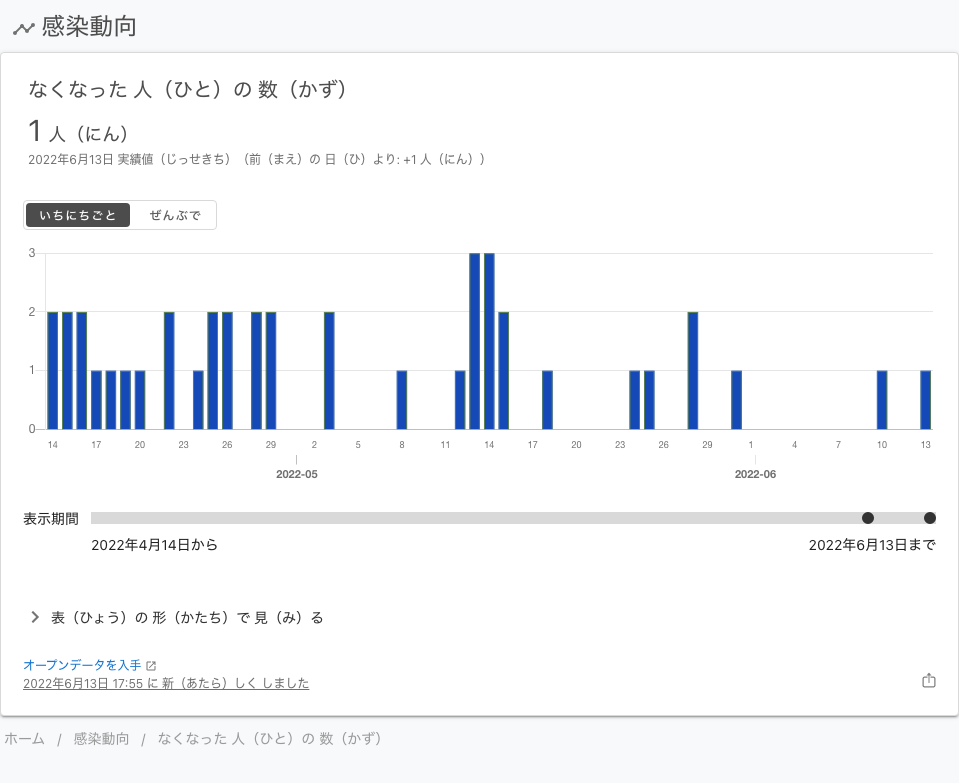 感染動向
なくなった 人（ひと）の 数（かず）
1 人（にん）
2022年6月13日 実績値（じっせきち）（前（まえ）の 日（ひ）より: +1 人（にん））
いちにちごと ぜんぶで
3
2
1
0
14 17 20 23 26 29 2 5 8 11 14 17 20 23 26 29 1 4 7 10 13
2022-05 2022-06
表示期間
2022年4月14日から 2022年6月13日まで
表（ひょう）の 形（かたち）で 見（み）る
オープンデータを入手
2022年6月13日 17:55 に 新（あたら）しく しました
ホーム / 感染動向 / なくなった 人（ひと）の 数（かず）